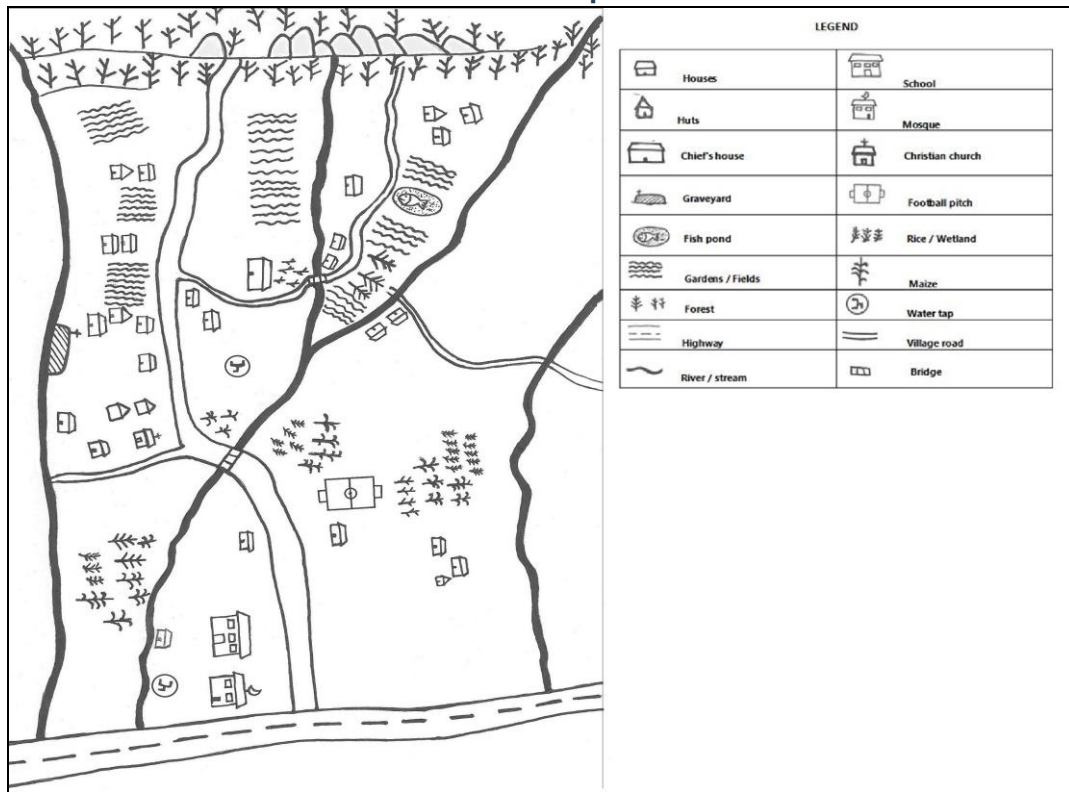 LEGEND
Houses
School
Huts
Mosque
Chief's house
Christian church
Graveyard
Football pitch
Fish pond
Rice / Wetland
Gardens / Fields
Maize
Forest
Water tap
Highway
Village road
River / stream
Bridge